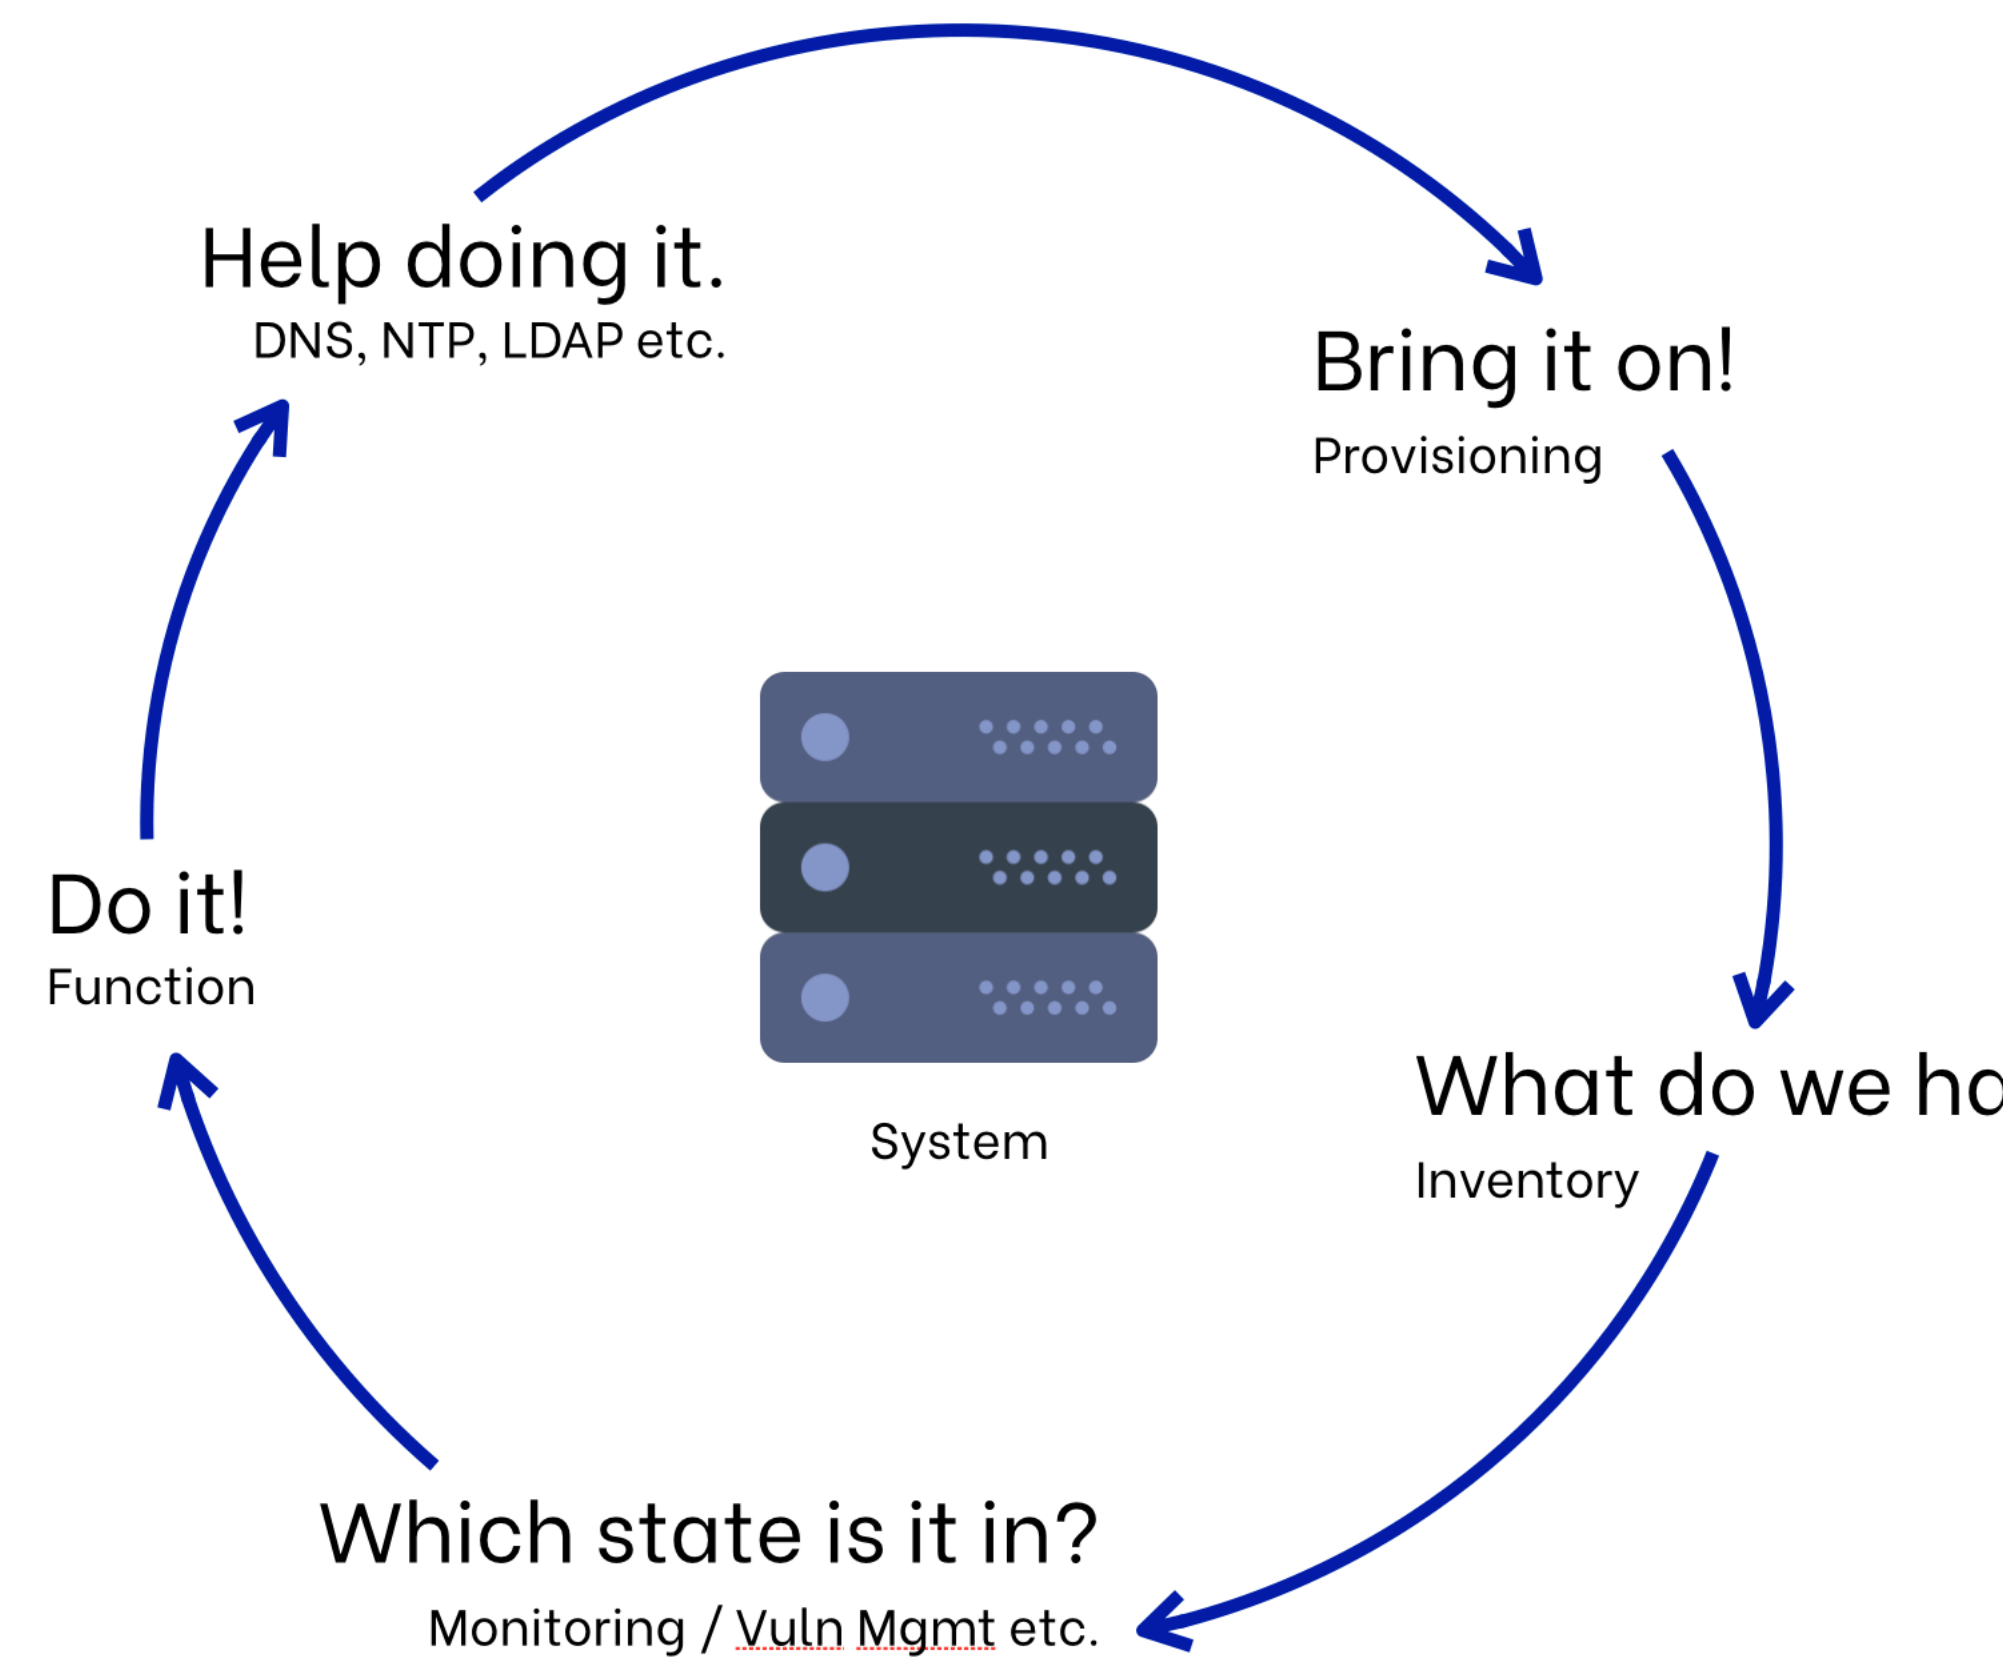 Help doing it.
DNS, NTP, LDAP etc.
Bring it on!
Provisioning
Do it!
Function
System
What do we
Inventory
Which state is it in?
Monitoring / Vuln Mgmt etc.